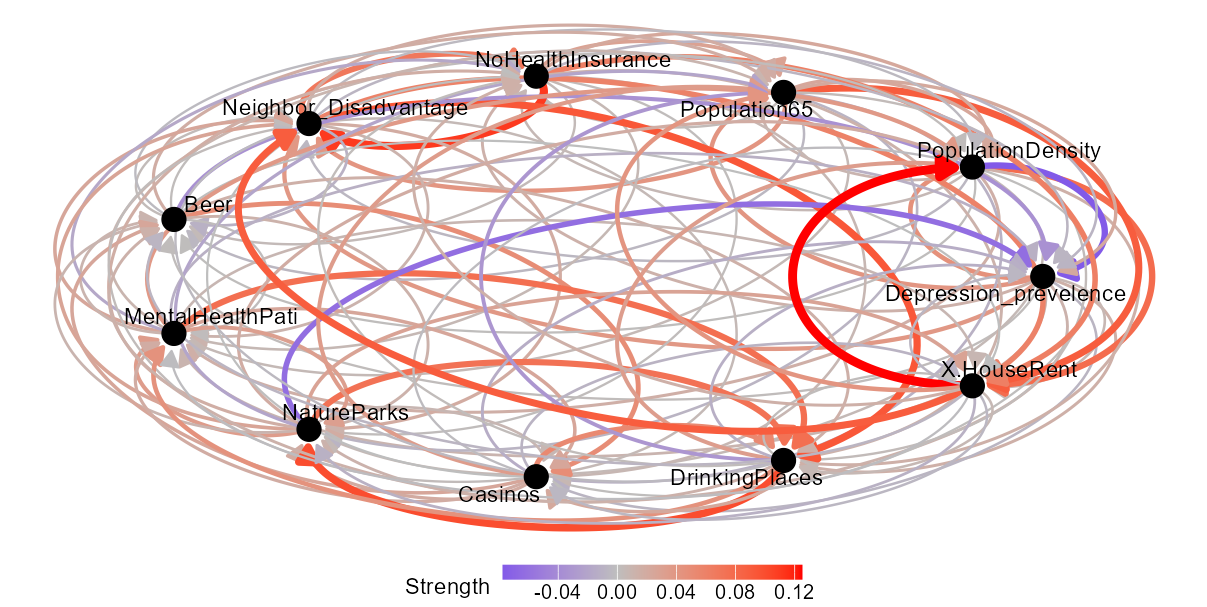 NoHealthInsurance
Neighbor_Disadvantage
Population65
PopulationDensity
Beer
Depression_prevelence
MentalHealthPati
X.HouseRent
NatureParks
DrinkingPlaces
Casinos
Strength
-0.04 0.00 0.04 0.08 0.12